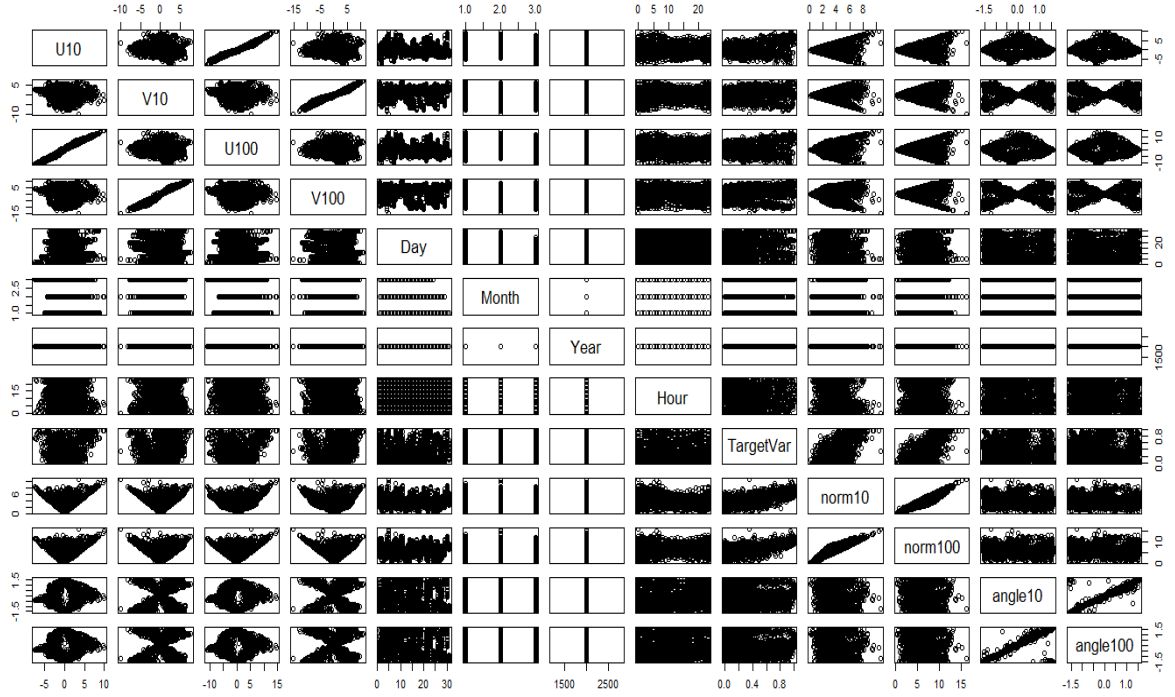 -10 0 5
-15 0 5
1.0 2.0 3.0
0 5 10 20
0 2 4 6 8
-1.5 0.0 1.0
U10
-5 5
-10 5
V10
U100
-10 0 10
-15 5
V100
Day
0 20
1.0 2.5
Month
Year
1500
0 15
Hour
TargetVar
0.0 0.8
0 6
norm10
norm100
0 10
-1.5 1.5
angle10
angle100
-1.5 1.5
-5 0 5 10
-10 0 5 15
0 10 20 30
1500 2500
0.0 0.4 0.8
0 5 10 15
-1.5 0.0 1.0